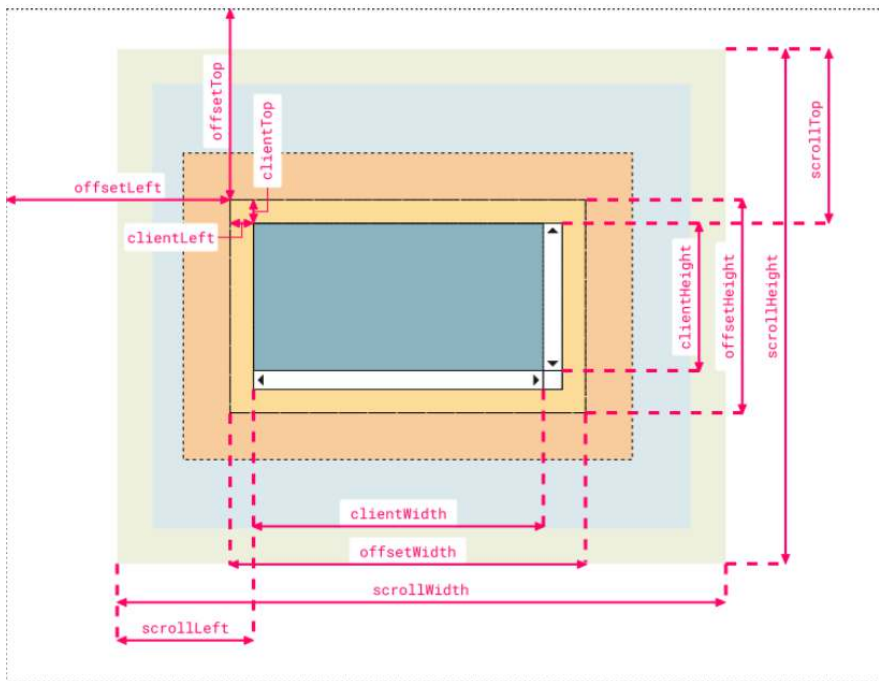 offsetTop
clientTop
scrollTop
offsetLeft
clientLeft
clientHeight
offsetHeight
scrollHeight
clientWidth
offsetWidth
scrollWidth
scrollLeft